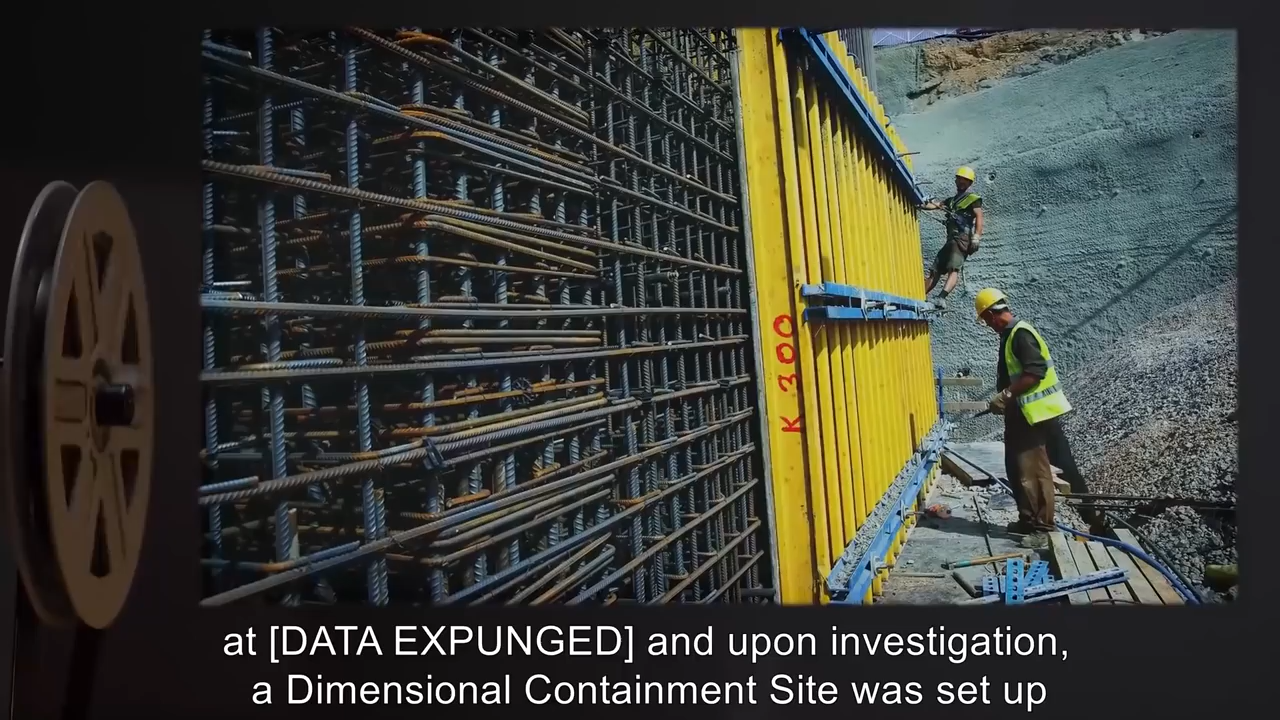 K 300
at [DATA EXPUNGED] and upon investigation,
a Dimensional Containment Site was set up